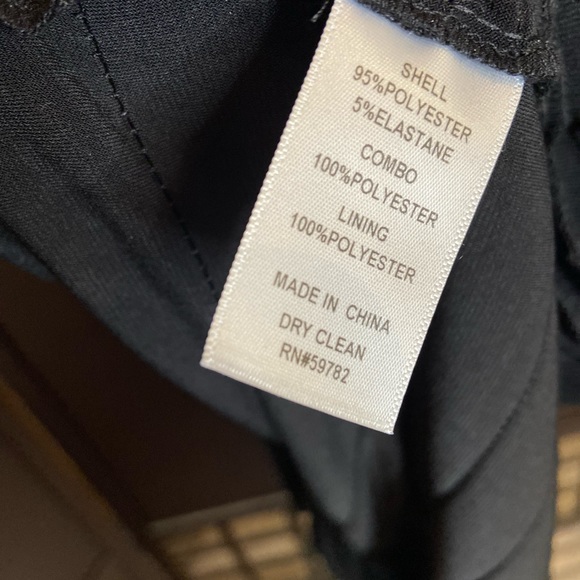 SHELL
95%POLYESTER
5%ELASTANE
COMBO
100%POLYESTER
LINING
100%POLYESTER
MADE IN CHINA
DRY CLEAN
RN#59782